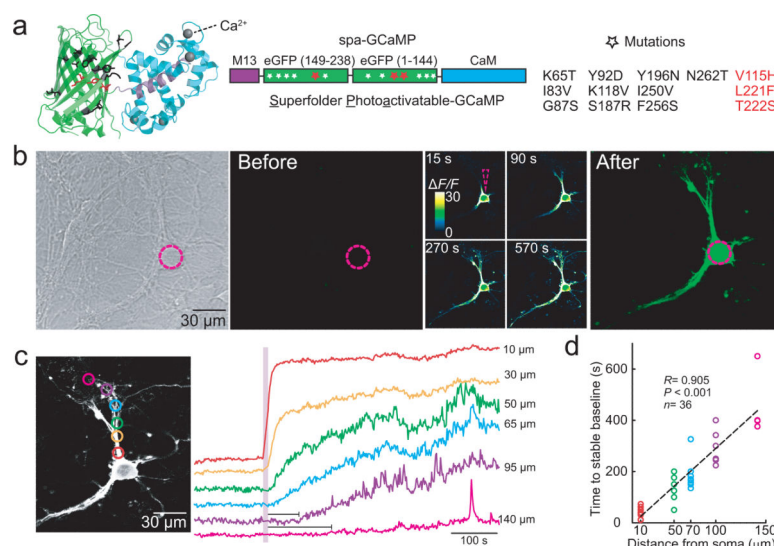 a
Ca²⁺
spa-GCaMP
M13 eGFP (149-238) eGFP (1-144) CaM
Superfolder Photoactivatable-GCaMP
Mutations
K65T Y92D Y196N N262T V115H
I83V K118V I250V L221F
G87S S187R F256S T222S
b
Before
15 s
90 s
ΔF/F
30
0
270 s
570 s
After
30 µm
c
10 µm
30 µm
50 µm
65 µm
95 µm
140 µm
30 µm
100 s
d
Time to stable baseline (s)
600
400
200
0
R= 0.905
P < 0.001
n= 36
10 50 70 100 150
Distance from soma (µm)